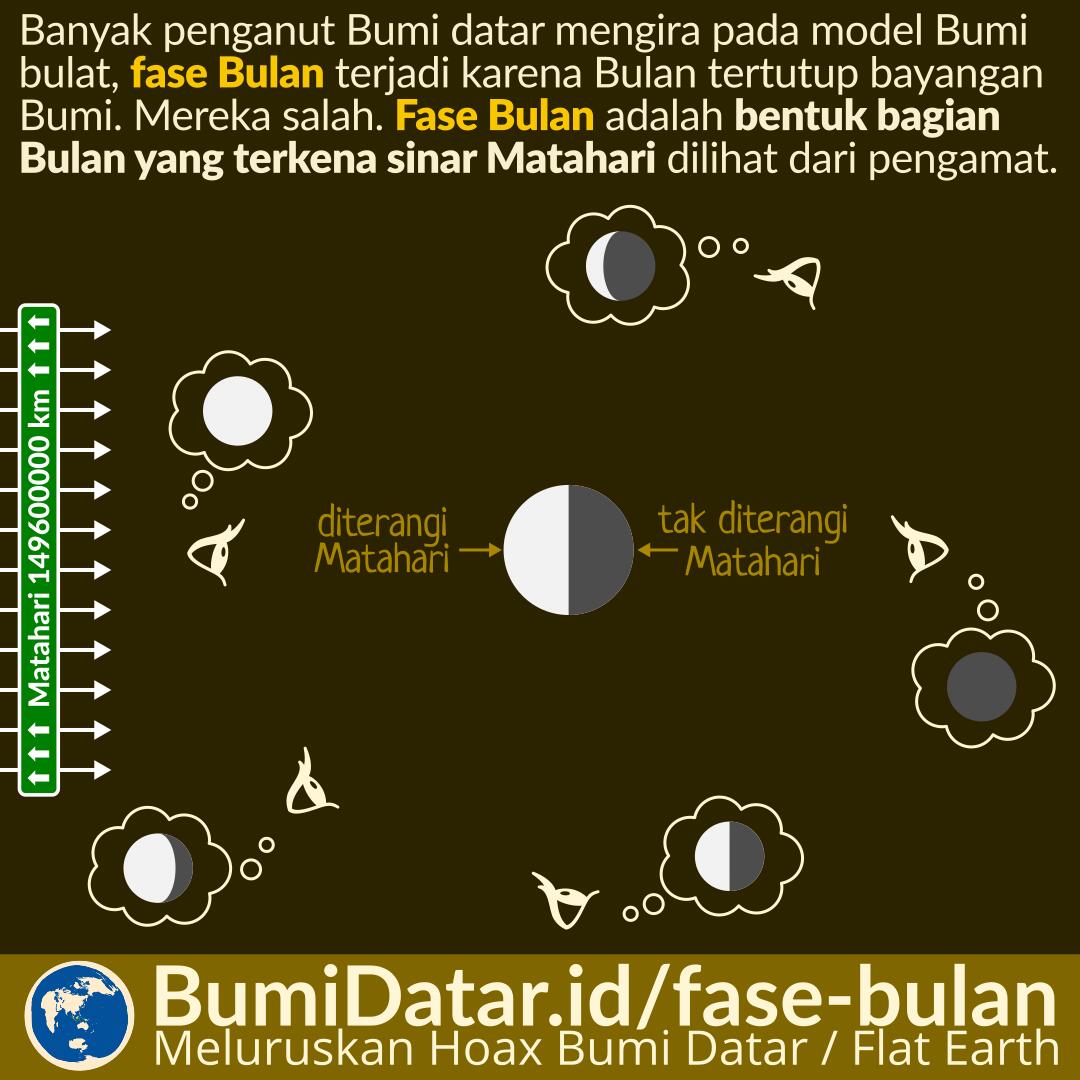 Banyak penganut Bumi datar mengira pada model Bumi
bulat, fase Bulan terjadi karena Bulan tertutup bayangan
Bumi. Mereka salah. Fase Bulan adalah bentuk bagian
Bulan yang terkena sinar Matahari dilihat dari pengamat.
Matahari 149600000 km
diterangi
Matahari
tak diterangi
Matahari
BumiDatar.id/fase-bulan
Meluruskan Hoax Bumi Datar / Flat Earth